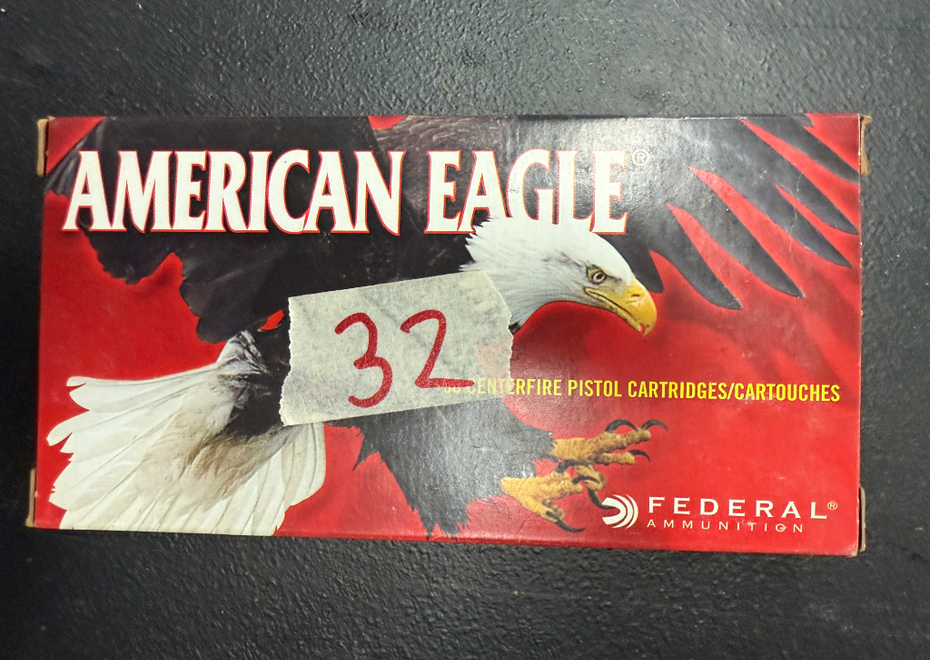 AMERICAN EAGLE®
32
CENTERFIRE PISTOL CARTRIDGES/CARTOUCHES
FEDERAL®
AMMUNITION